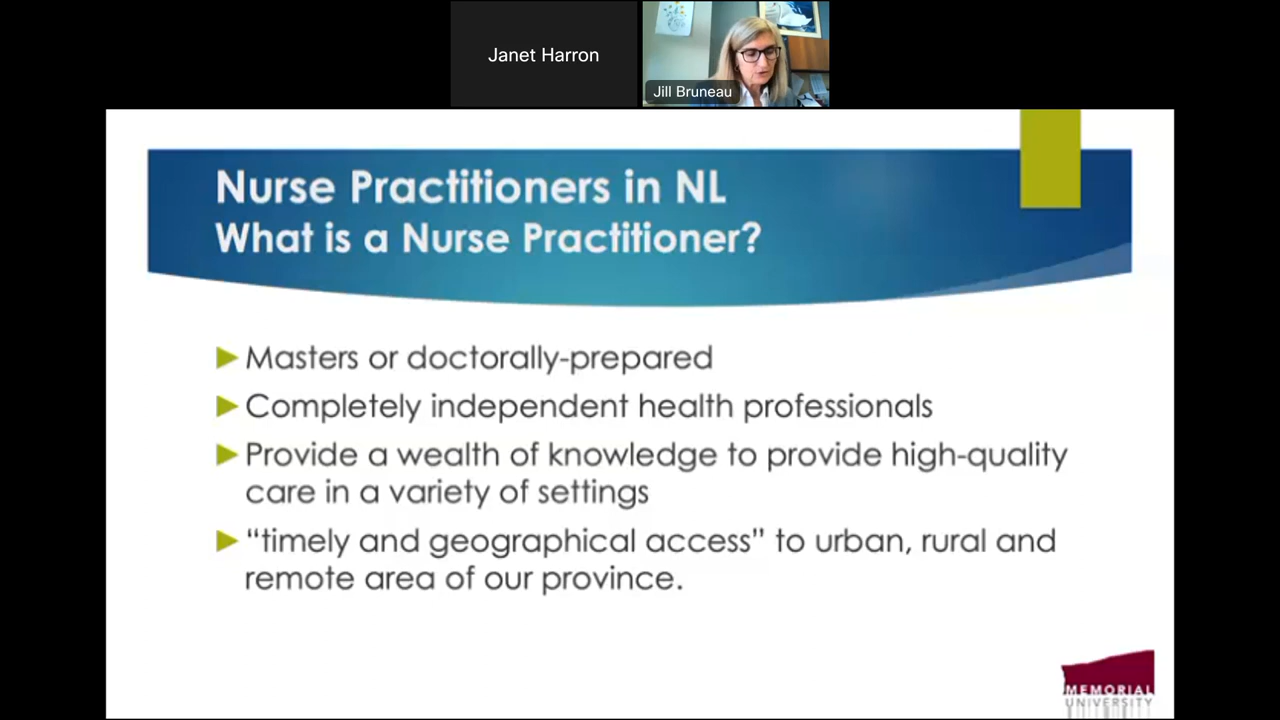 Janet Harron
Jill Bruneau
Nurse Practitioners in NL
What is a Nurse Practitioner?
Masters or doctorally-prepared
Completely independent health professionals
Provide a wealth of knowledge to provide high-quality
care in a variety of settings
“timely and geographical access” to urban, rural and
remote area of our province.
MEMORIAL
UNIVERSITY